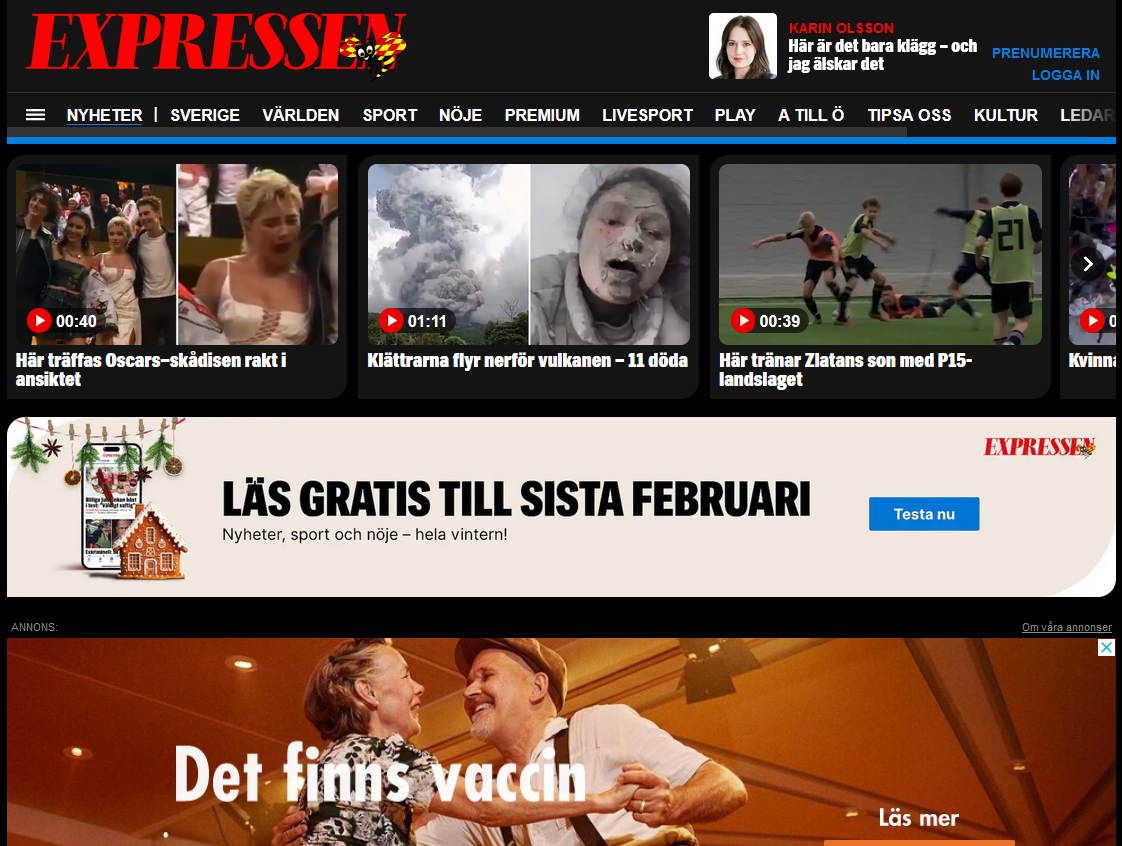 EXPRESSEN
KARIN OLSSON
Här är det bara klägg – och
jag älskar det
PRENUMERERA
LOGGA IN
NYHETER | SVERIGE VÄRLDEN SPORT NÖJE PREMIUM LIVESPORT PLAY A TILL Ö TIPSA OSS KULTUR LEDAR
00:40
01:11
21
00:39
Här träffas Oscars–skådisen rakt i
ansiktet
Klättrarna flyr nerför vulkanen – 11 döda
Här tränar Zlatans son med P15-
landslaget
Kvinna
EXPRESSEN
LÄS GRATIS TILL SISTA FEBRUARI
Nyheter, sport och nöje – hela vintern!
Testa nu
ANNONS:
Om våra annonser
Det finns vaccin
Läs mer